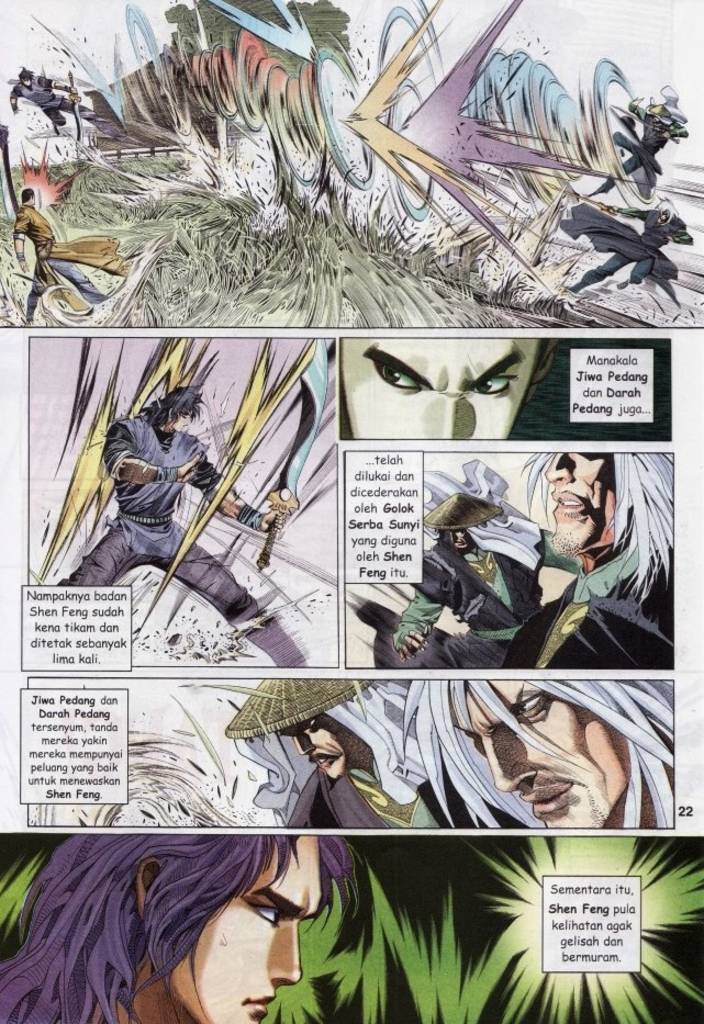 Manakala
Jiwa Pedang
dan Darah
Pedang juga...
...telah
dilukai dan
dicederakan
oleh Golok
Serba Sunyi
yang diguna
oleh Shen
Feng itu.
Nampaknya badan
Shen Feng sudah
kena tikam dan
ditetak sebanyak
lima kali.
Jiwa Pedang dan
Darah Pedang
tersenyum, tanda
mereka yakin
mereka mempunyai
peluang yang baik
untuk menewaskan
Shen Feng.
22
Sementara itu,
Shen Feng pula
kelihatan agak
gelisah dan
bermuram.